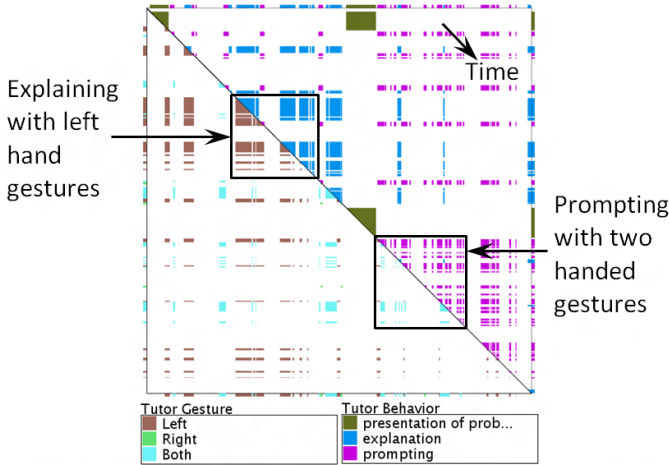 Time
Explaining
with left
hand
gestures
Prompting
with two
handed
gestures
Tutor Gesture
Left
Right
Both
Tutor Behavior
presentation of prob...
explanation
prompting